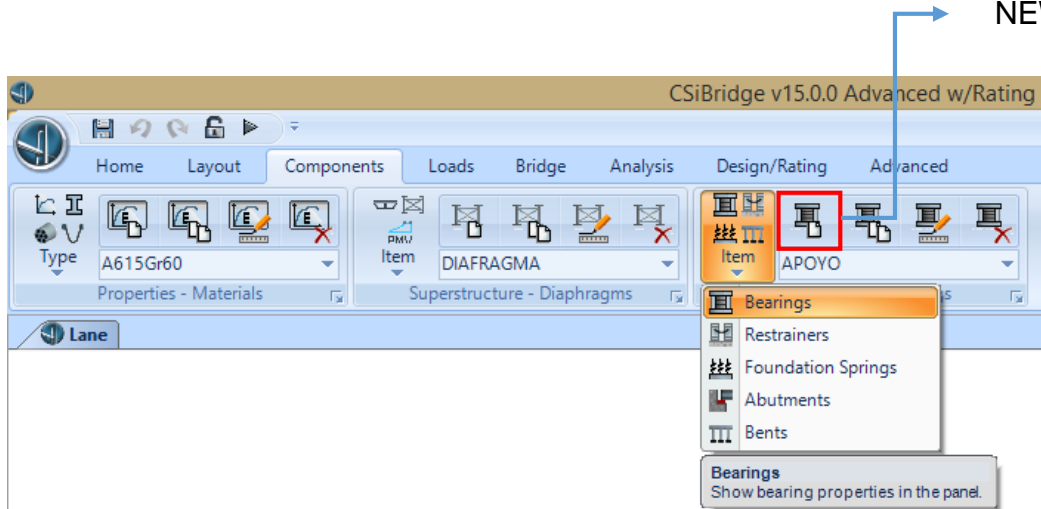 NEW
CSiBridge v15.0.0 Advanced w/Rating
Home Layout Components Loads Bridge Analysis Design/Rating Advanced
Type
A615Gr60
Properties - Materials
Item
PMV
DIAFRAGMA
Superstructure - Diaphragms
Item
APOYO
Lane
Bearings
Restrainers
Foundation Springs
Abutments
Bents
Bearings
Show bearing properties in the panel.